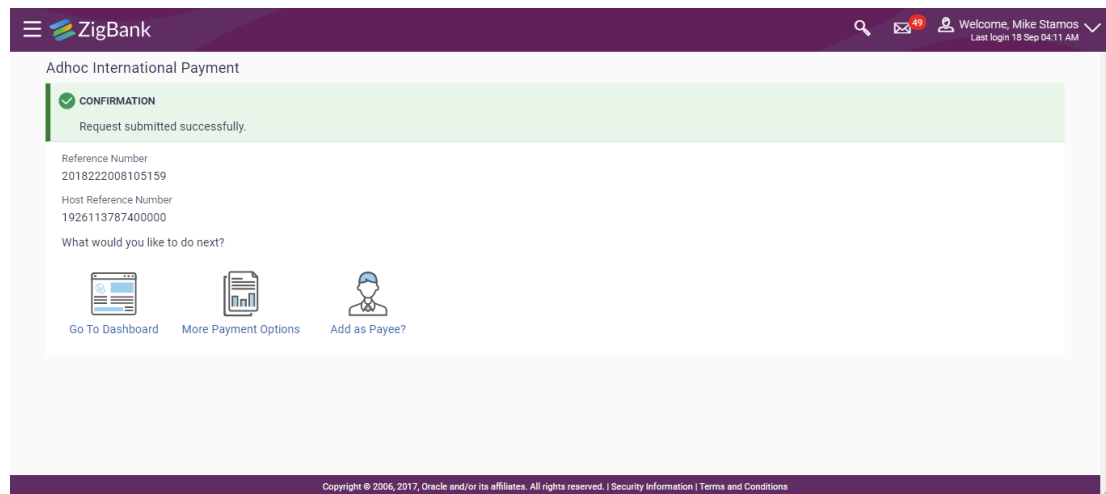 ZigBank
49
Welcome, Mike Stamos
Last login 18 Sep 04:11 AM
Adhoc International Payment
CONFIRMATION
Request submitted successfully.
Reference Number
2018222008105159
Host Reference Number
1926113787400000
What would you like to do next?
Go To Dashboard More Payment Options Add as Payee?
Copyright © 2006, 2017, Oracle and/or its affiliates. All rights reserved. | Security Information | Terms and Conditions